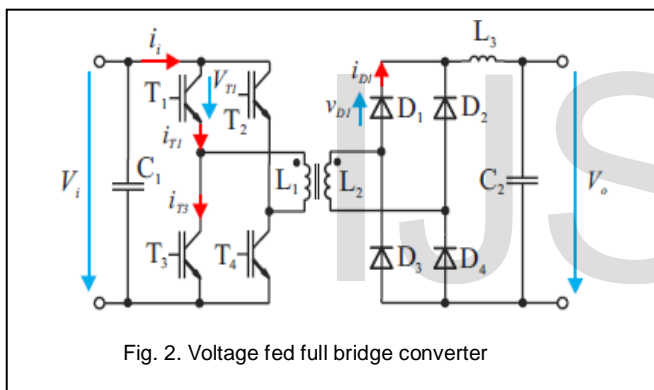 i_i
L_3
V_T1
i_D1
T_1
T_2
v_D1
D_1
D_2
i_T1
V_i
C_1
L_1
L_2
C_2
V_o
i_T3
T_3
T_4
D_3
D_4
IJS
Fig. 2. Voltage fed full bridge converter